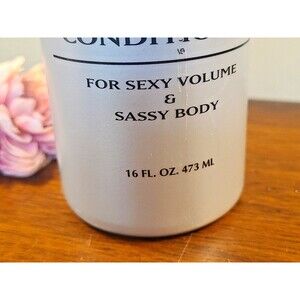 FOR SEXY VOLUME
&
SASSY BODY
16 FL. OZ. 473 ML